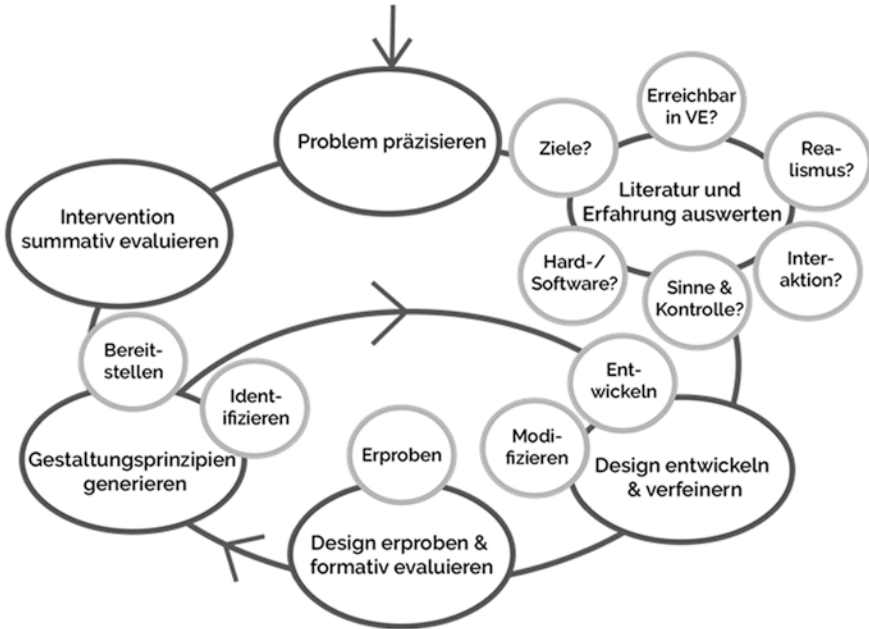 Problem präzisieren
Ziele?
Erreichbar
in VE?
Rea-
lismus?
Literatur und
Erfahrung auswerten
Hard-/
Software?
Sinne &
Kontrolle?
Inter-
aktion?
Intervention
summativ evaluieren
Bereit-
stellen
Ident-
ifizieren
Gestaltungsprinzipien
generieren
Erproben
Design erproben &
formativ evaluieren
Ent-
wickeln
Modi-
fizieren
Design entwickeln
& verfeinern